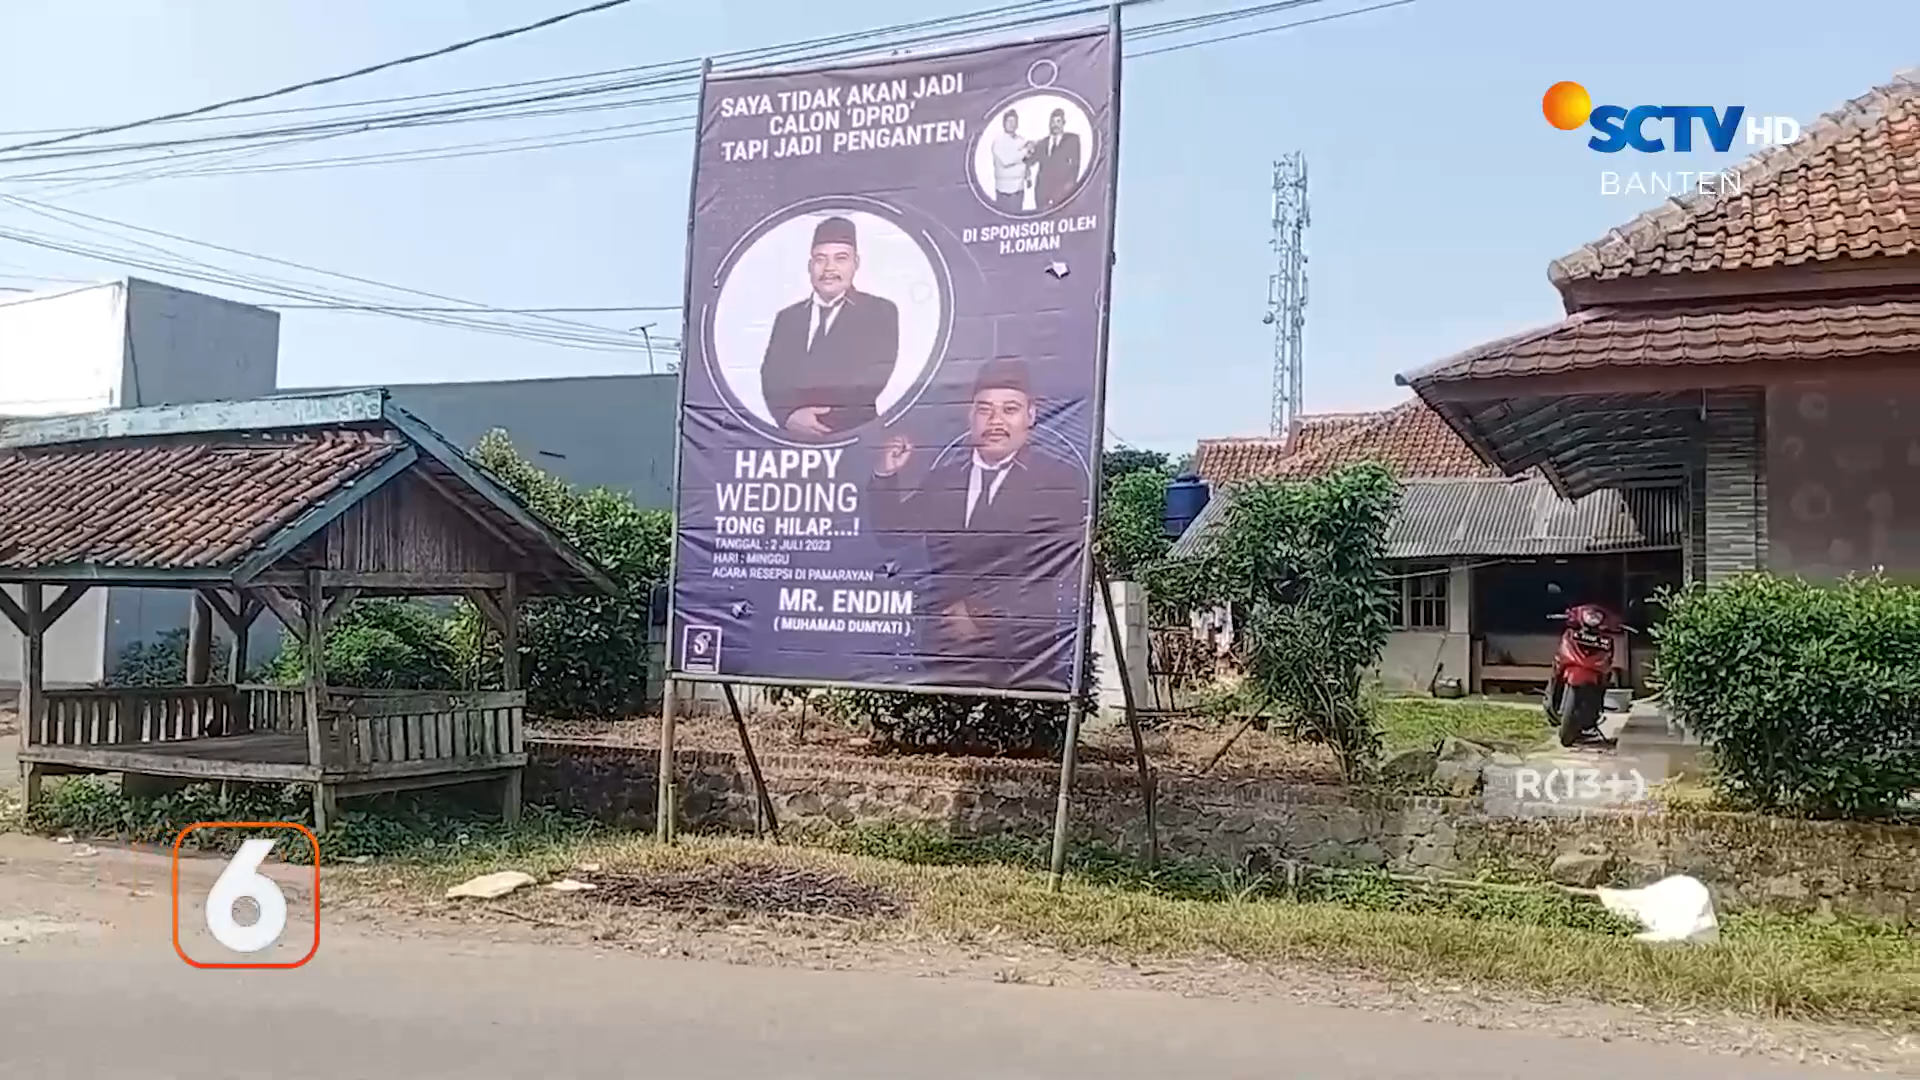 SAYA TIDAK AKAN JADI
CALON 'DPRD'
TAPI JADI PENGANTEN
DI SPONSORI OLEH
H.OMAN
HAPPY
WEDDING
TONG HILAP....!
TANGGAL : 2 JULI 2023
HARI : MINGGU
ACARA RESEPSI DI PAMARAYAN
MR. ENDIM
( MUHAMAD DUMYATI )
SCTV HD
BANTEN
R(13+)
6